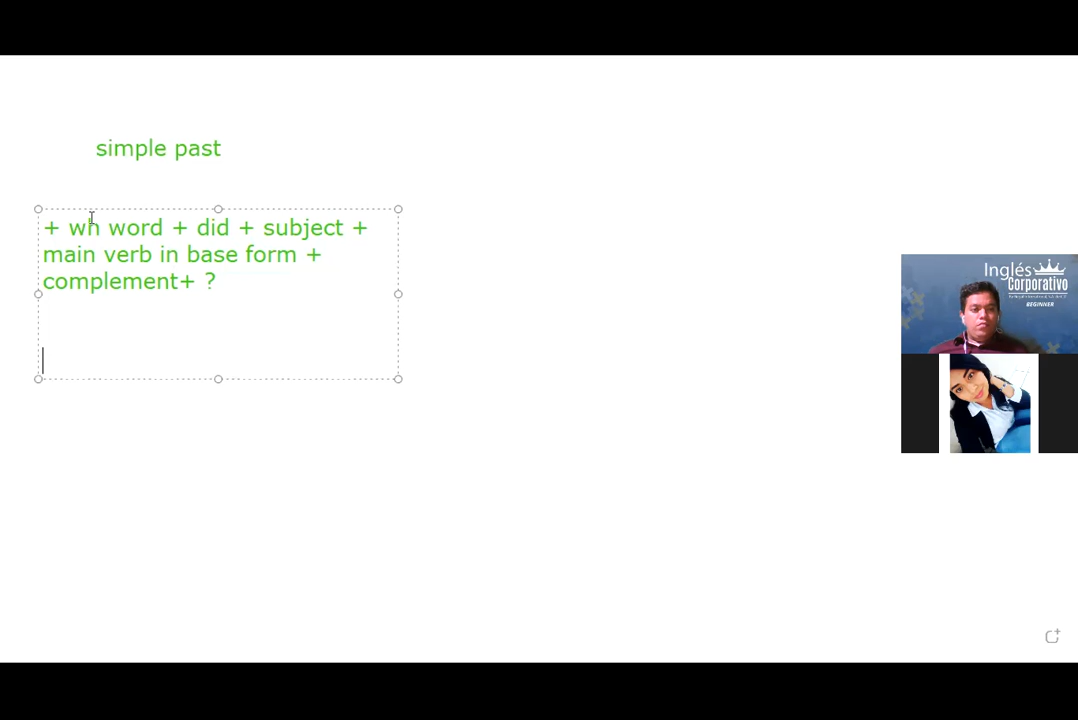 simple past
+ wh word + did + subject +
main verb in base form +
complement+ ?
Inglés
Corporativo
BEGINNER